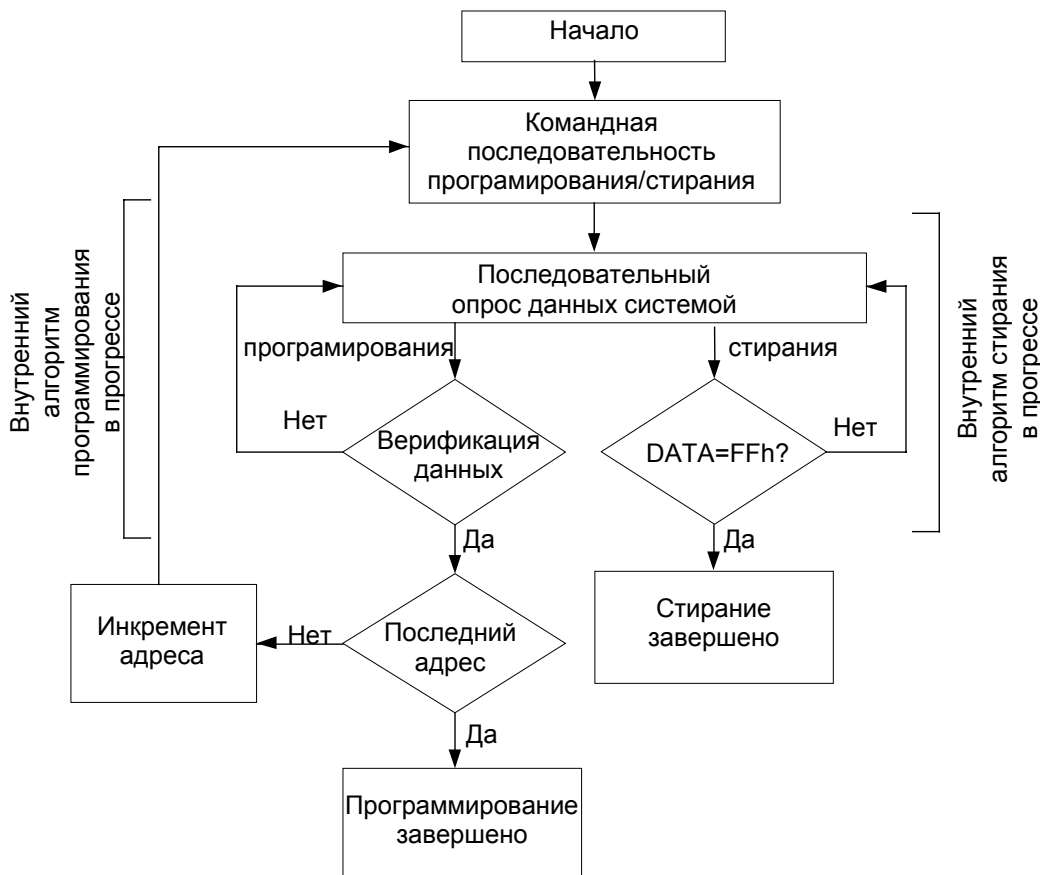 Начало
Командная
последовательность
програмирования/стирания
Последовательный
опрос данных системой
програмирования
стирания
Внутренний
алгоритм
программирования
в прогрессе
Внутренний
алгоритм стирания
в прогрессе
Нет
Верификация
данных
DATA=FFh?
Нет
Да
Да
Инкремент
адреса
Нет
Последний
адрес
Стирание
завершено
Да
Программирование
завершено